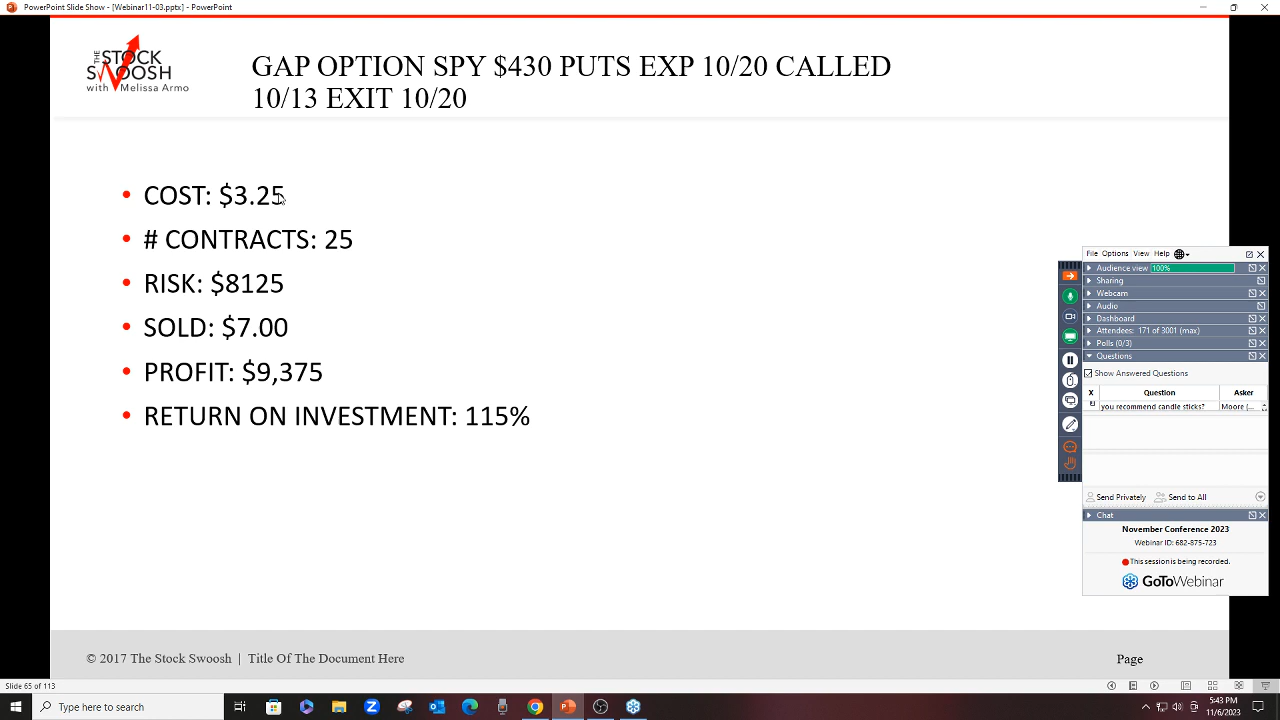 PowerPoint Slide Show - [Webinar11-03.pptx] - PowerPoint
THE STOCK SWOOSH
with Melissa Armo
GAP OPTION SPY $430 PUTS EXP 10/20 CALLED
10/13 EXIT 10/20
• COST: $3.25
• # CONTRACTS: 25
• RISK: $8125
• SOLD: $7.00
• PROFIT: $9,375
• RETURN ON INVESTMENT: 115%
File Options View Help
Audience view 100%
Sharing
Webcam
Audio
Dashboard
Attendees: 171 of 3001 (max)
Polls (0/3)
Questions
Show Answered Questions
X Question Asker
you recommend candle sticks? Moore (...
Send Privately Send to All
Chat
November Conference 2023
Webinar ID: 682-875-723
This session is being recorded.
GoToWebinar
© 2017 The Stock Swoosh | Title Of The Document Here
Page
Slide 65 of 113
Type here to search
5:43 PM
11/6/2023